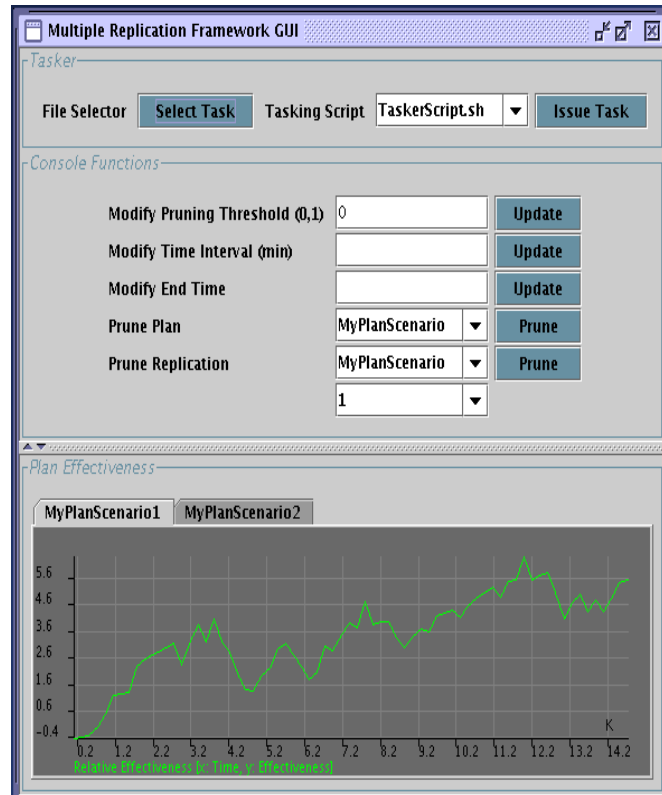 Multiple Replication Framework GUI
Tasker
File Selector Select Task Tasking Script TaskerScript.sh Issue Task
Console Functions
Modify Pruning Threshold (0,1) 0 Update
Modify Time Interval (min) Update
Modify End Time Update
Prune Plan MyPlanScenario Prune
Prune Replication MyPlanScenario Prune
1
Plan Effectiveness
MyPlanScenario1 MyPlanScenario2
5.6
4.6
3.6
2.6
1.6
0.6
-0.4
K
0.2 1.2 2.2 3.2 4.2 5.2 6.2 7.2 8.2 9.2 10.2 11.2 12.2 13.2 14.2
Relative Effectiveness [x: Time, y: Effectiveness]